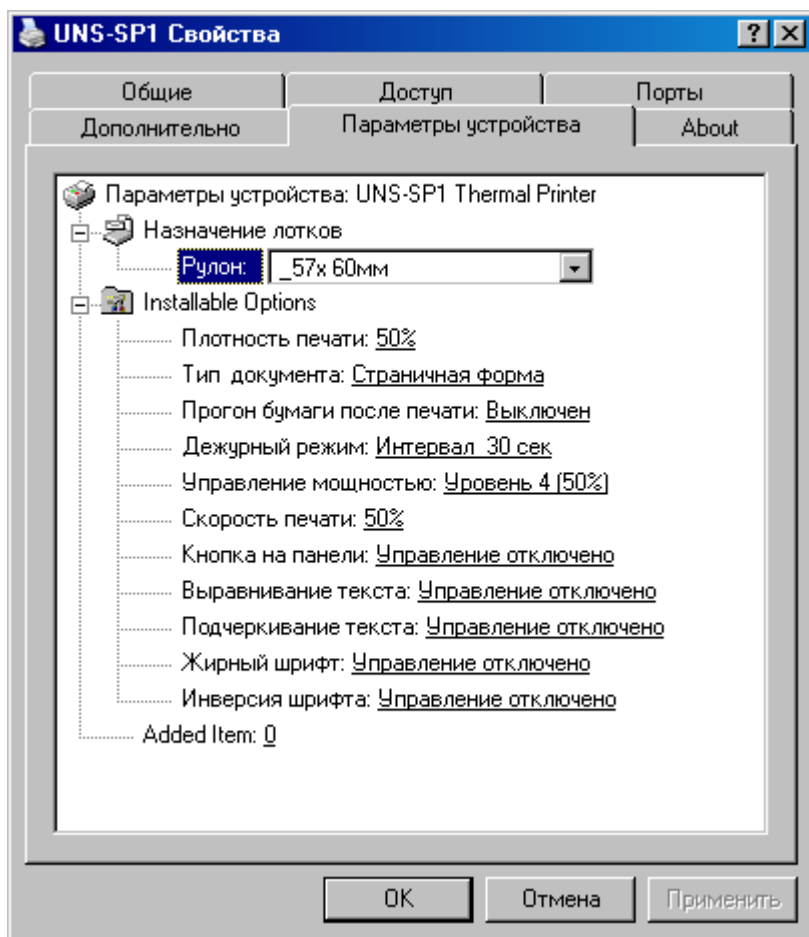 UNS-SP1 Свойства
Общие Доступ Порты
Дополнительно Параметры устройства About
Параметры устройства: UNS-SP1 Thermal Printer
Назначение лотков
Рулон: _57x 60мм
Installable Options
Плотность печати: 50%
Тип документа: Страничная форма
Прогон бумаги после печати: Выключен
Дежурный режим: Интервал 30 сек
Управление мощностью: Уровень 4 (50%)
Скорость печати: 50%
Кнопка на панели: Управление отключено
Выравнивание текста: Управление отключено
Подчеркивание текста: Управление отключено
Жирный шрифт: Управление отключено
Инверсия шрифта: Управление отключено
Added Item: 0
OK Отмена Применить